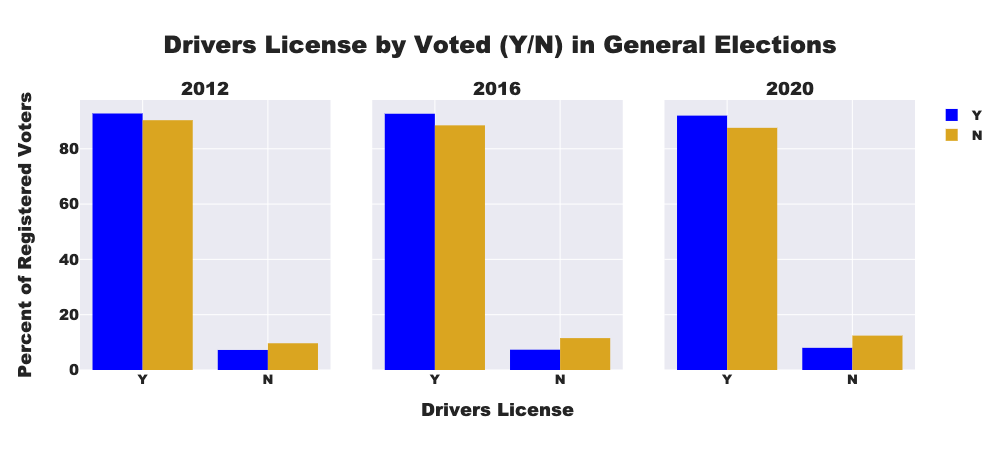 Drivers License by Voted (Y/N) in General Elections
2012
2016
2020
Percent of Registered Voters
80
60
40
20
0
Y
N
Y
N
Y
N
Drivers License
Y
N